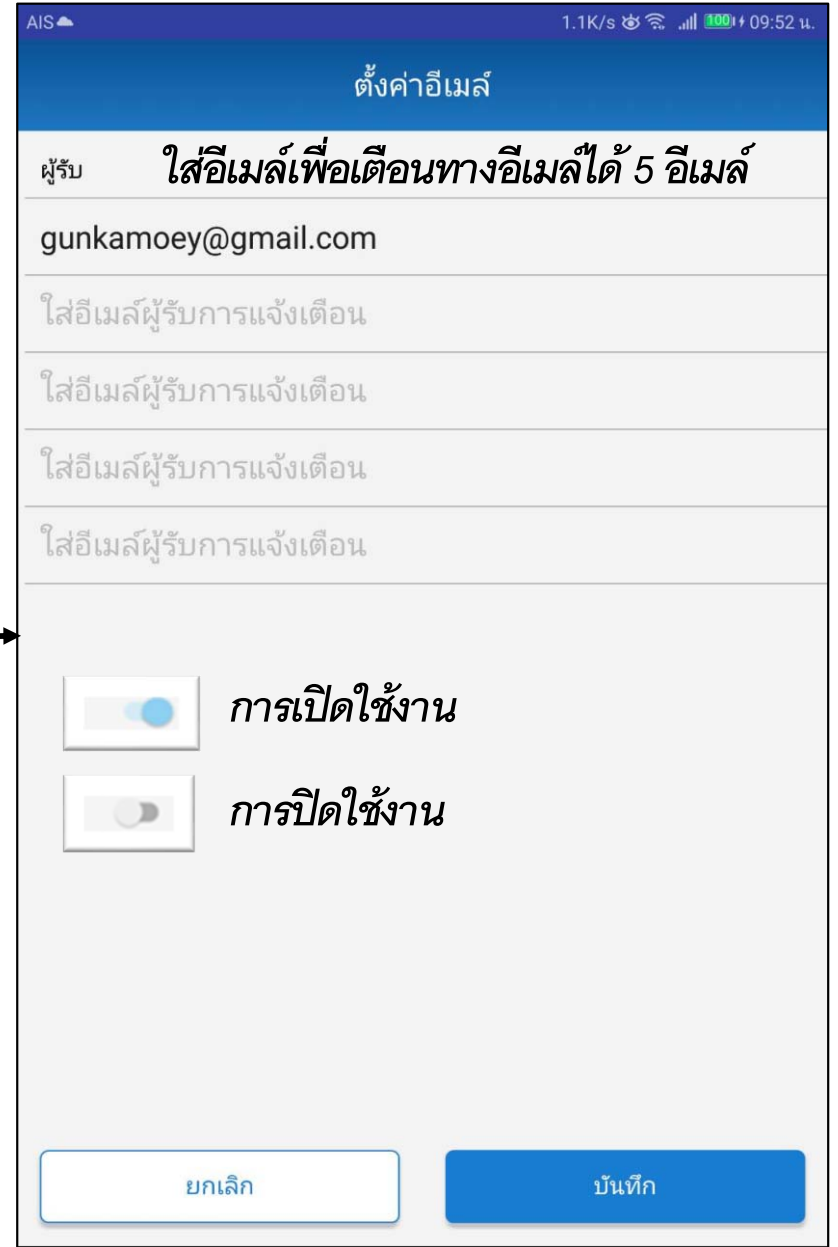 AIS 1.1K/s 100 09:52 น.
ตั้งค่าอีเมล์
ผู้รับ ใส่อีเมล์เพื่อเตือนทางอีเมล์ได้ 5 อีเมล์
gunkamoey@gmail.com
ใส่อีเมล์ผู้รับการแจ้งเตือน
ใส่อีเมล์ผู้รับการแจ้งเตือน
ใส่อีเมล์ผู้รับการแจ้งเตือน
ใส่อีเมล์ผู้รับการแจ้งเตือน
การเปิดใช้งาน
การปิดใช้งาน
ยกเลิก บันทึก